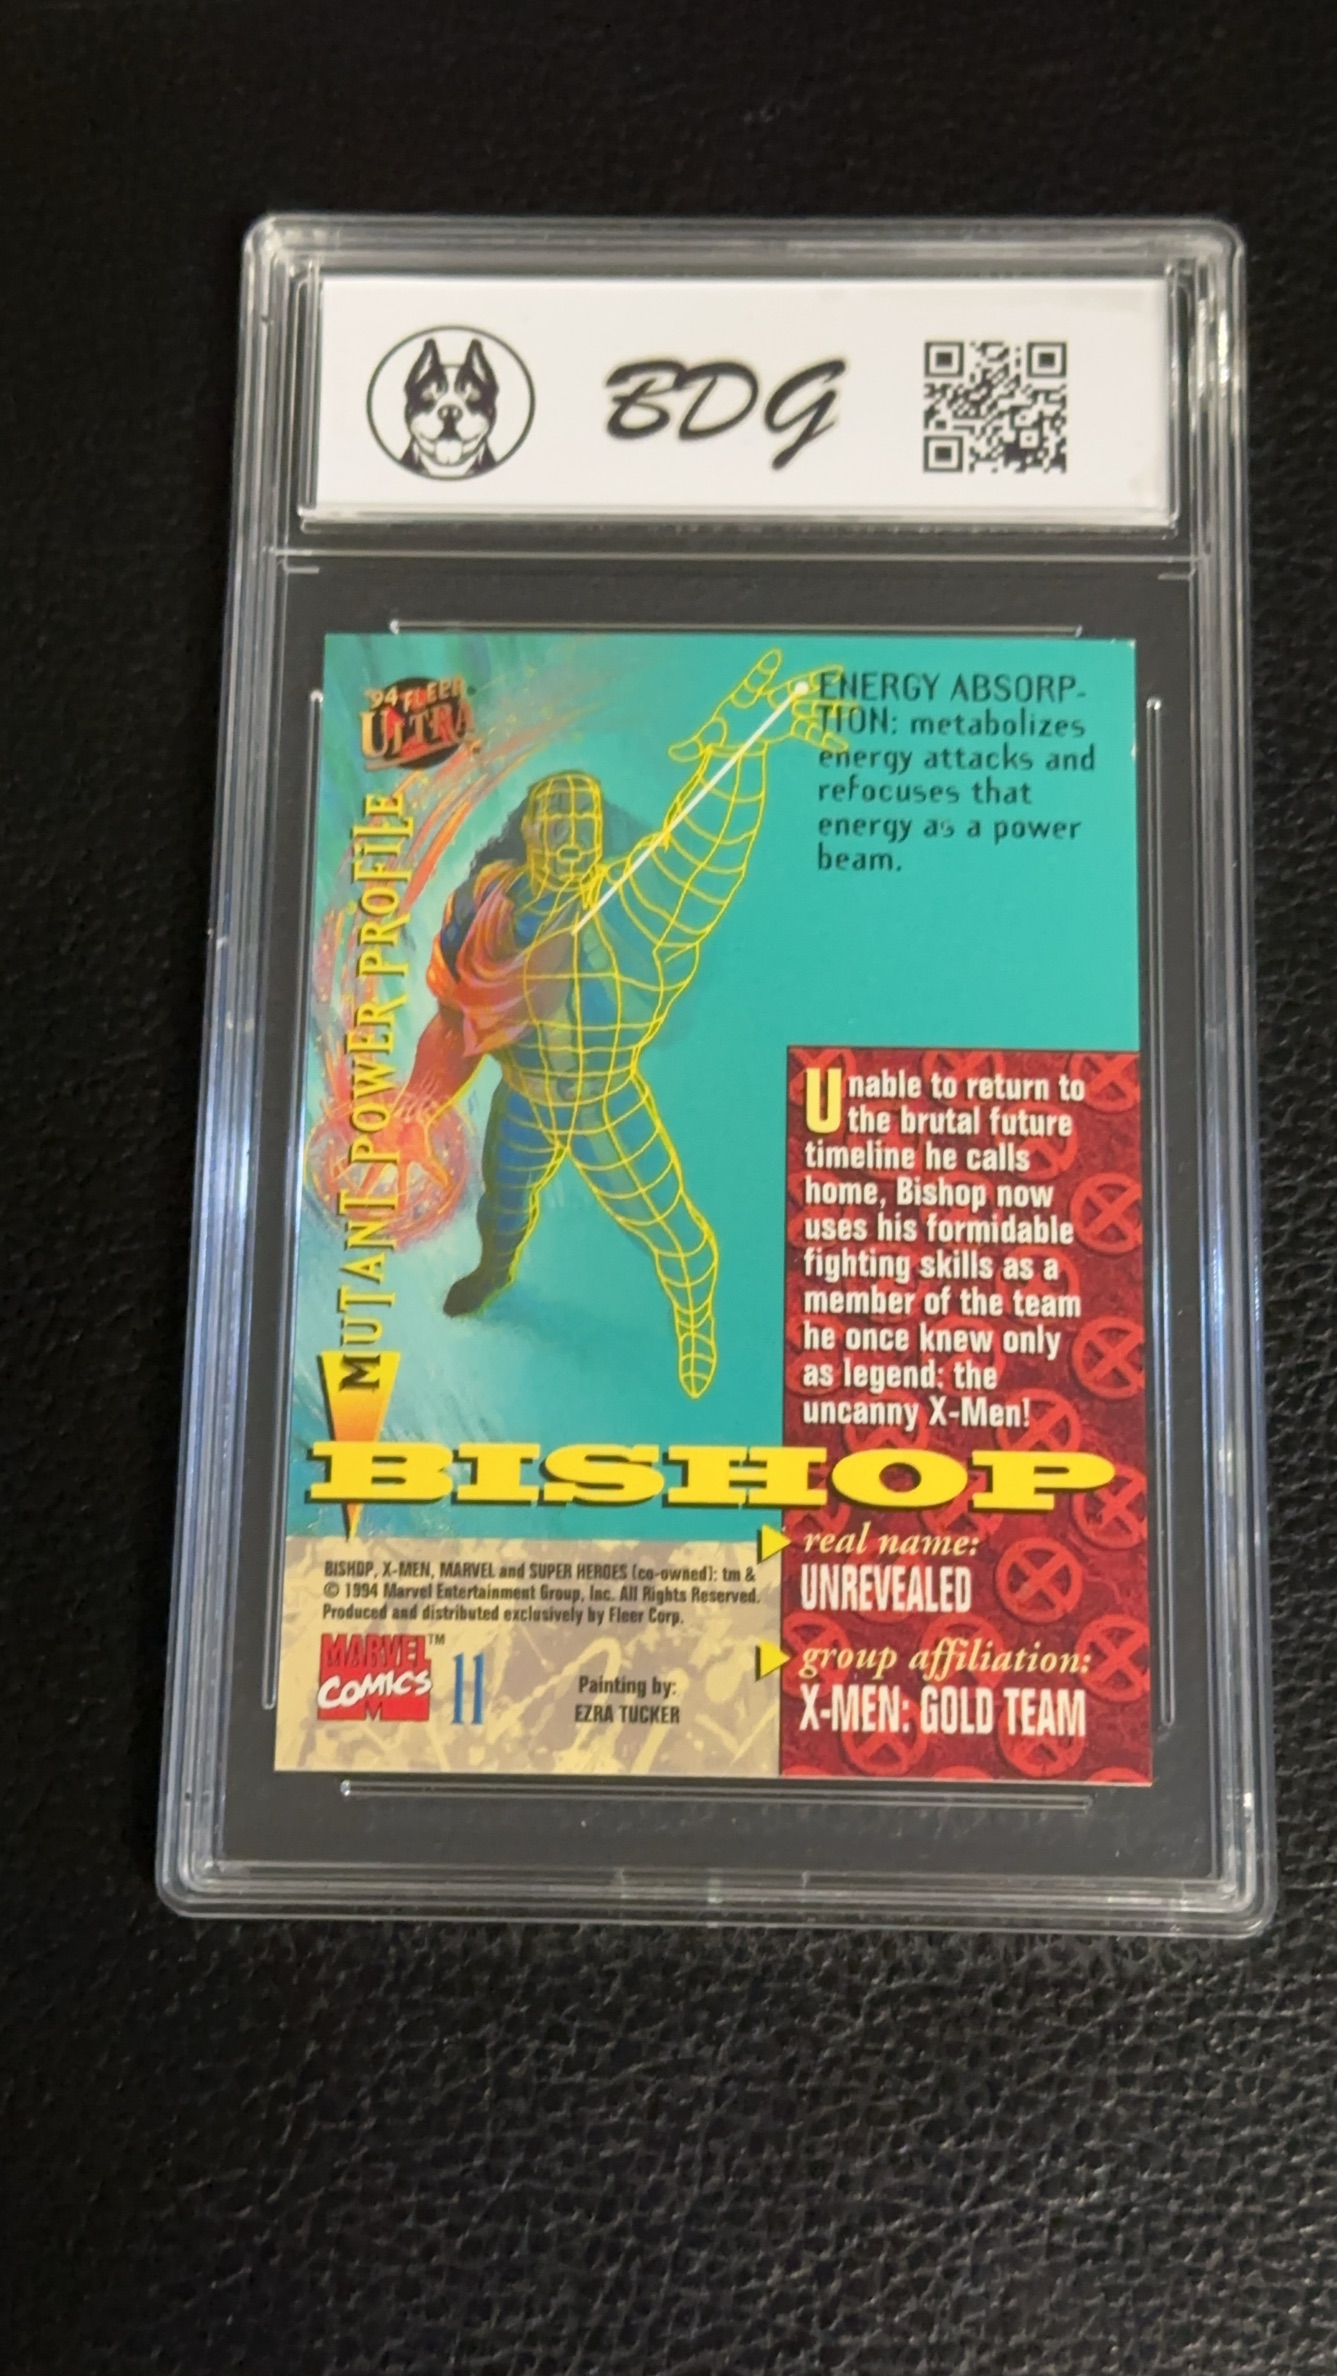 BDG
'94 FLEER
ULTRA
MUTANT POWER PROFILE
ENERGY ABSORP-
TION: metabolizes
energy attacks and
refocuses that
energy as a power
beam.
Unable to return to
the brutal future
timeline he calls
home, Bishop now
uses his formidable
fighting skills as a
member of the team
he once knew only
as legend: the
uncanny X-Men!
BISHOP
real name:
UNREVEALED
group affiliation:
X-MEN: GOLD TEAM
BISHOP, X-MEN, MARVEL and SUPER HEROES (co-owned): tm &
© 1994 Marvel Entertainment Group, Inc. All Rights Reserved.
Produced and distributed exclusively by Fleer Corp.
MARVEL™
COMICS
M
11
Painting by:
EZRA TUCKER